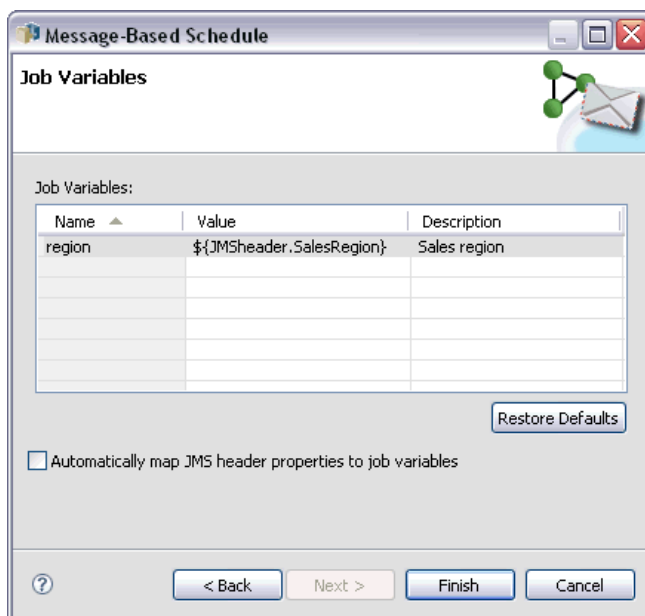 Message-Based Schedule
Job Variables
Job Variables:
Name Value Description
region ${JMSheader.SalesRegion} Sales region
Restore Defaults
Automatically map JMS header properties to job variables
? < Back Next > Finish Cancel